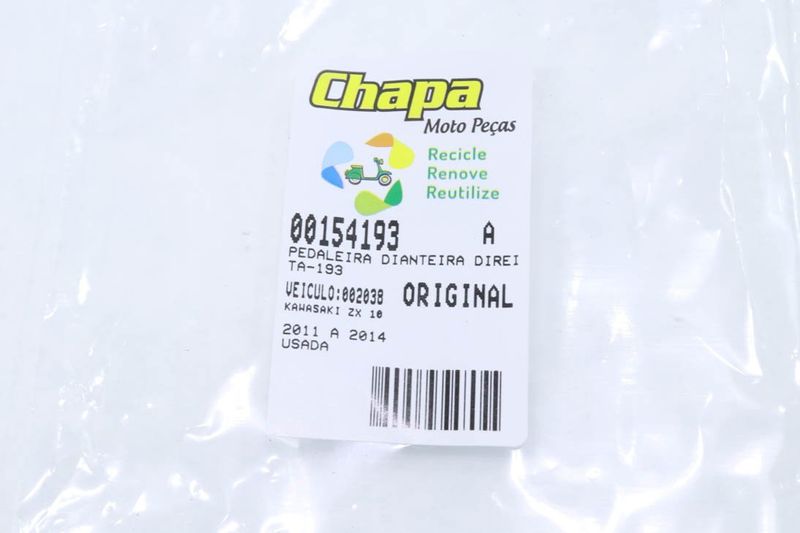 Chapa
Moto Peças
Recicle
Renove
Reutilize
00154193 A
PEDALEIRA DIANTEIRA DIREI
TA-193
VEICULO:002038 ORIGINAL
KAWASAKI ZX 10
2011 A 2014
USADA